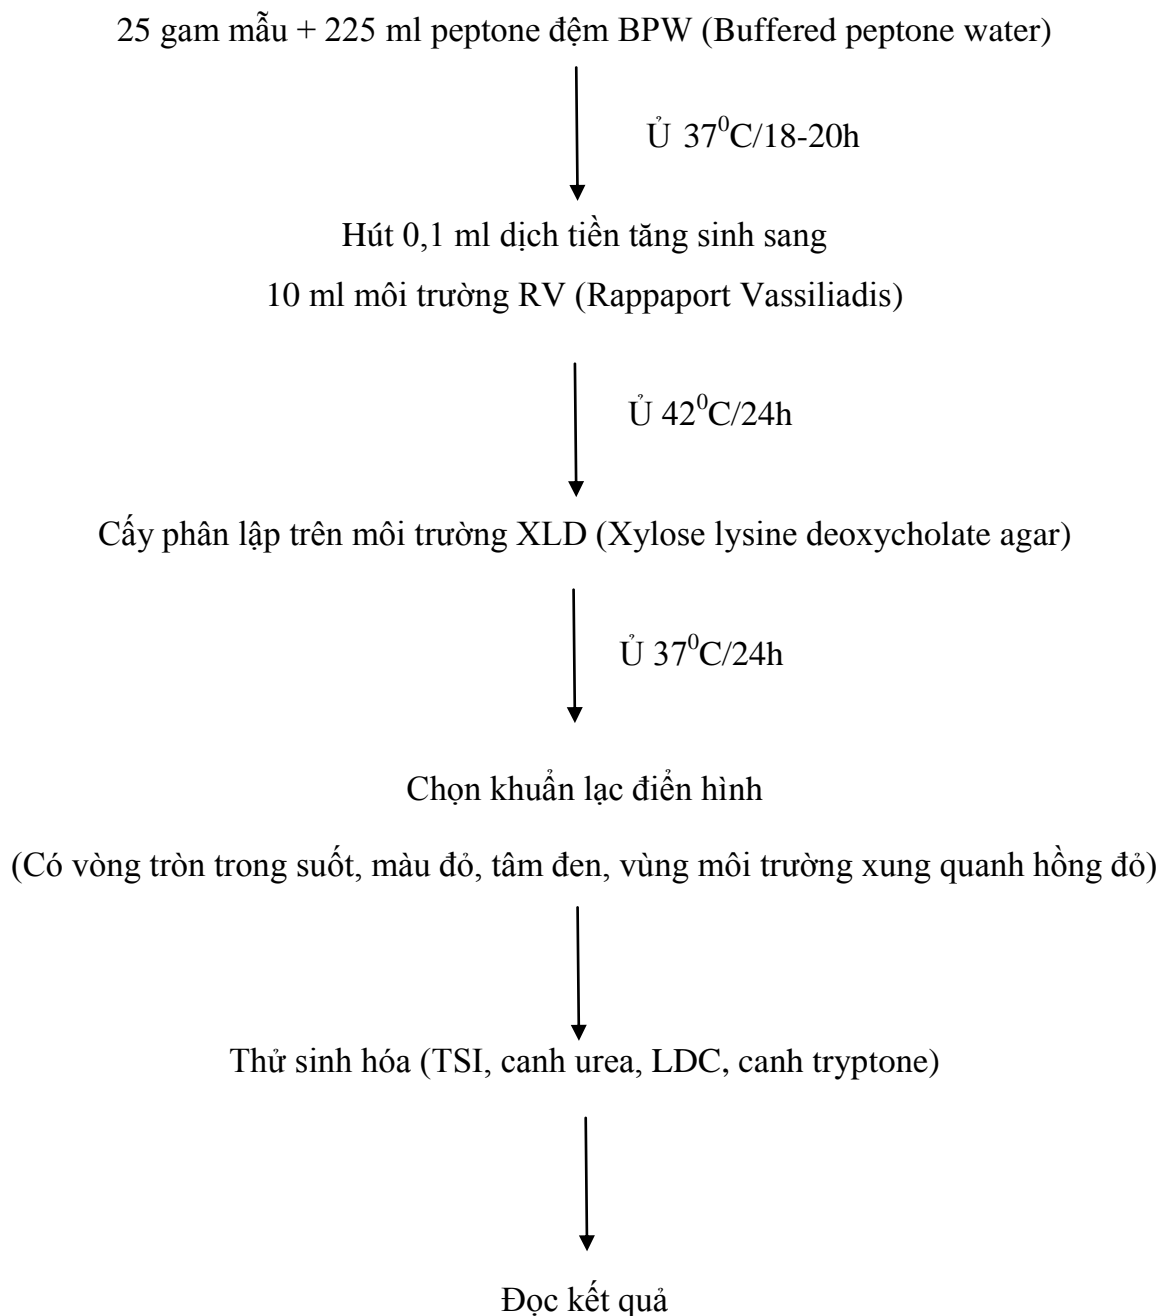 25 gam mẫu + 225 ml peptone đệm BPW (Buffered peptone water)
Ủ 37⁰C/18-20h
Hút 0,1 ml dịch tiền tăng sinh sang
10 ml môi trường RV (Rappaport Vassiliadis)
Ủ 42⁰C/24h
Cấy phân lập trên môi trường XLD (Xylose lysine deoxycholate agar)
Ủ 37⁰C/24h
Chọn khuẩn lạc điển hình
(Có vòng tròn trong suốt, màu đỏ, tâm đen, vùng môi trường xung quanh hồng đỏ)
Thử sinh hóa (TSI, canh urea, LDC, canh tryptone)
Đọc kết quả